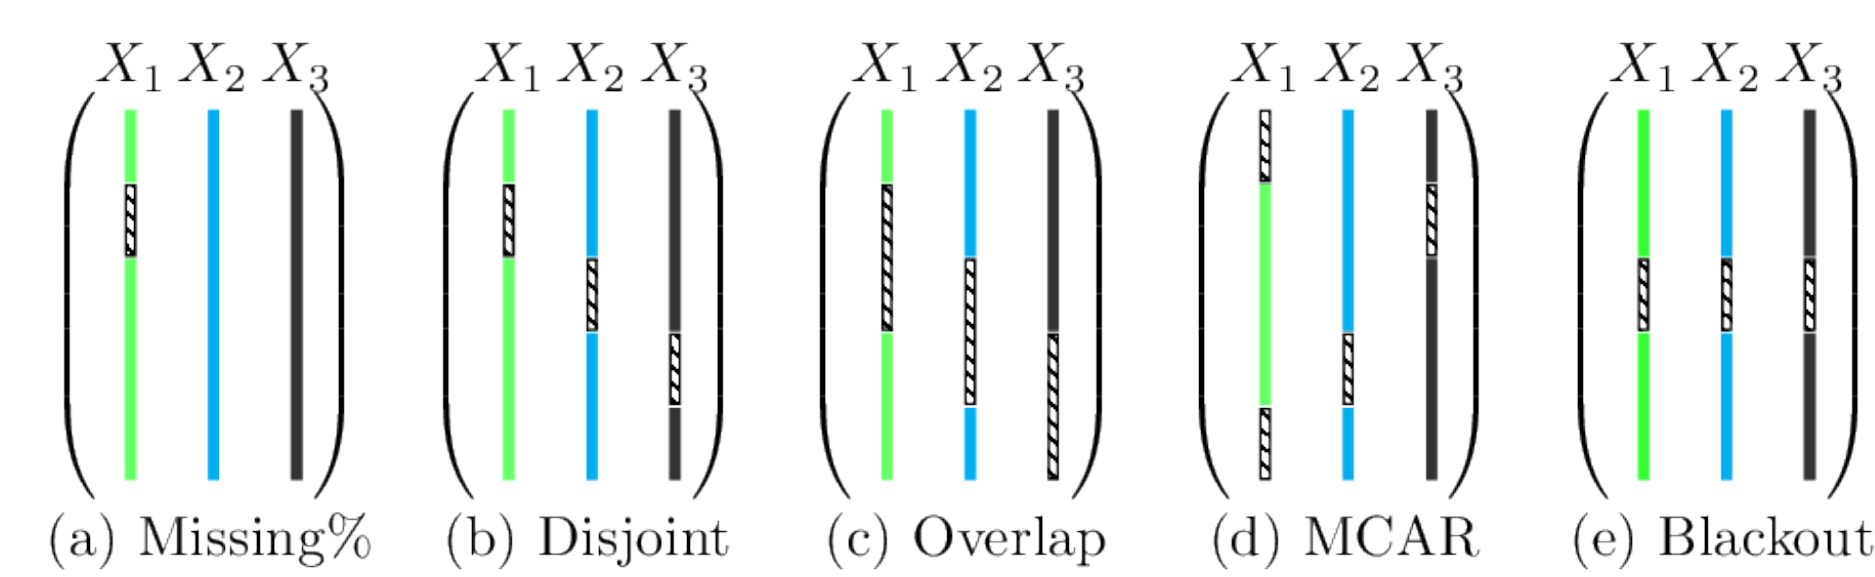 X₁ X₂ X₃ X₁ X₂ X₃ X₁ X₂ X₃ X₁ X₂ X₃ X₁ X₂ X₃
(a) Missing% (b) Disjoint (c) Overlap (d) MCAR (e) Blackout